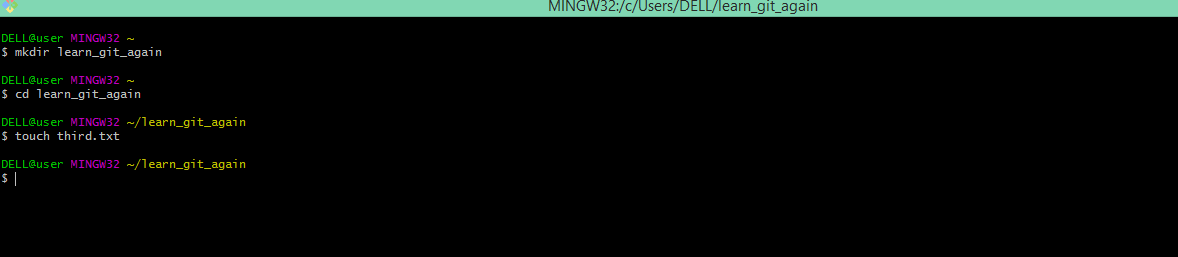 MINGW32:/c/Users/DELL/learn_git_again
DELL@user MINGW32 ~
$ mkdir learn_git_again
DELL@user MINGW32 ~
$ cd learn_git_again
DELL@user MINGW32 ~/learn_git_again
$ touch third.txt
DELL@user MINGW32 ~/learn_git_again
$